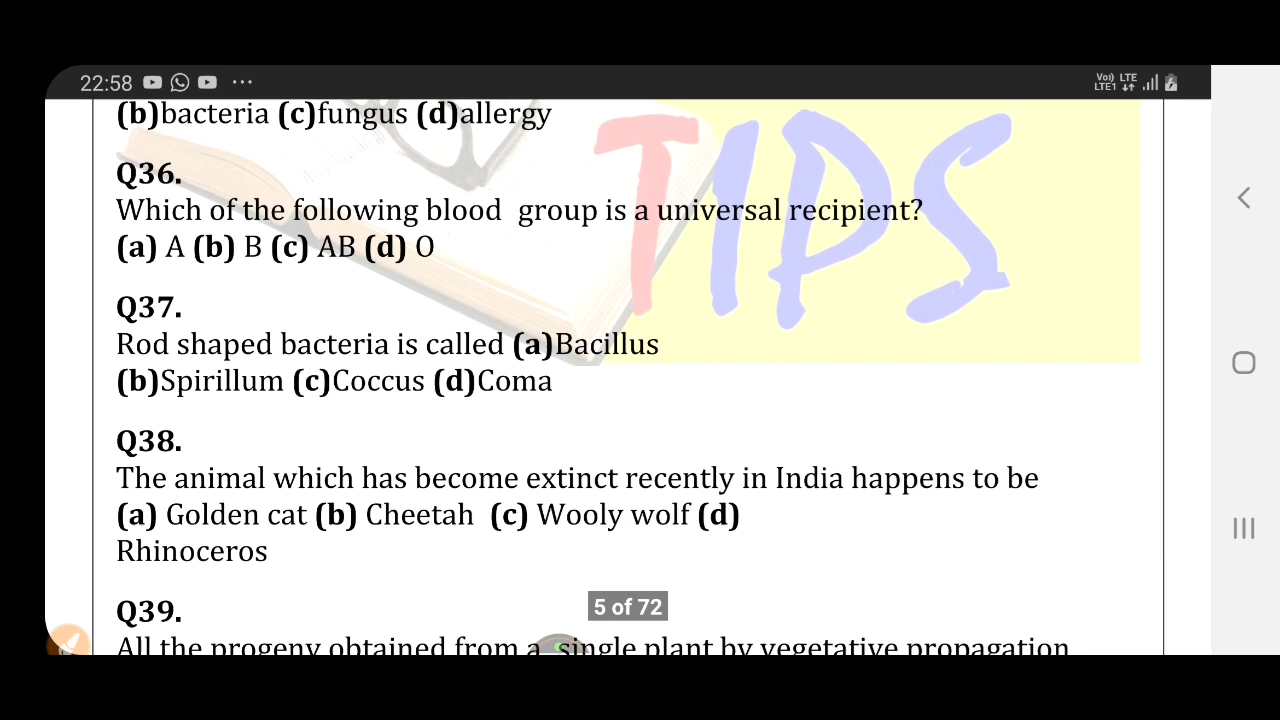 22:58
Vo) LTE
LTE1
(b)bacteria (c)fungus (d)allergy
TIPS
Q36.
Which of the following blood group is a universal recipient?
(a) A (b) B (c) AB (d) O
Q37.
Rod shaped bacteria is called (a)Bacillus
(b)Spirillum (c)Coccus (d)Coma
Q38.
The animal which has become extinct recently in India happens to be
(a) Golden cat (b) Cheetah (c) Wooly wolf (d)
Rhinoceros
Q39.
5 of 72
All the progeny obtained from a single plant by vegetative propagation